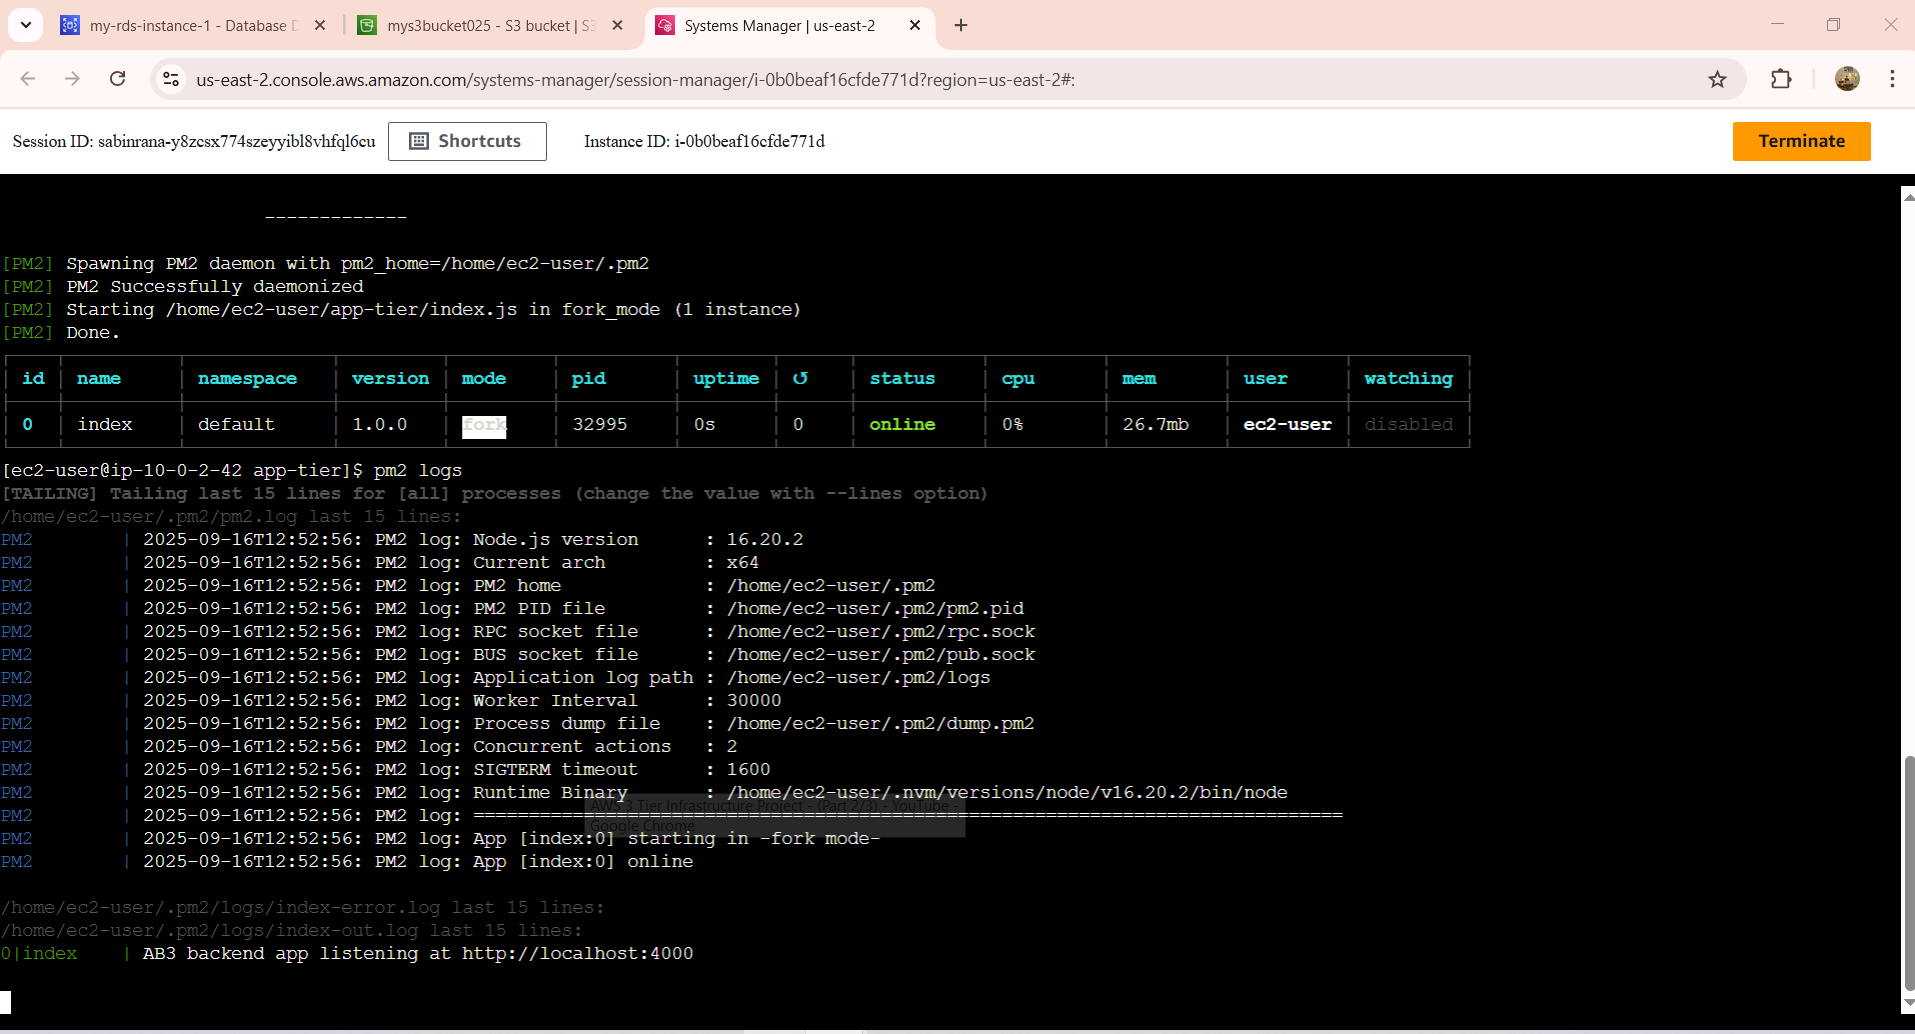 my-rds-instance-1 - Database D
mys3bucket025 - S3 bucket | S3
Systems Manager | us-east-2
us-east-2.console.aws.amazon.com/systems-manager/session-manager/i-0b0beaf16cfde771d?region=us-east-2#:
Session ID: sabinrana-y8zcsx774szeyyibl8vhfql6cu Shortcuts Instance ID: i-0b0beaf16cfde771d Terminate
-------------
[PM2] Spawning PM2 daemon with pm2_home=/home/ec2-user/.pm2
[PM2] PM2 Successfully daemonized
[PM2] Starting /home/ec2-user/app-tier/index.js in fork_mode (1 instance)
[PM2] Done.
id name namespace version mode pid uptime ↺ status cpu mem user watching
0 index default 1.0.0 fork 32995 0s 0 online 0% 26.7mb ec2-user disabled
[ec2-user@ip-10-0-2-42 app-tier]$ pm2 logs
[TAILING] Tailing last 15 lines for [all] processes (change the value with --lines option)
/home/ec2-user/.pm2/pm2.log last 15 lines:
PM2 | 2025-09-16T12:52:56: PM2 log: Node.js version : 16.20.2
PM2 | 2025-09-16T12:52:56: PM2 log: Current arch : x64
PM2 | 2025-09-16T12:52:56: PM2 log: PM2 home : /home/ec2-user/.pm2
PM2 | 2025-09-16T12:52:56: PM2 log: PM2 PID file : /home/ec2-user/.pm2/pm2.pid
PM2 | 2025-09-16T12:52:56: PM2 log: RPC socket file : /home/ec2-user/.pm2/rpc.sock
PM2 | 2025-09-16T12:52:56: PM2 log: BUS socket file : /home/ec2-user/.pm2/pub.sock
PM2 | 2025-09-16T12:52:56: PM2 log: Application log path : /home/ec2-user/.pm2/logs
PM2 | 2025-09-16T12:52:56: PM2 log: Worker Interval : 30000
PM2 | 2025-09-16T12:52:56: PM2 log: Process dump file : /home/ec2-user/.pm2/dump.pm2
PM2 | 2025-09-16T12:52:56: PM2 log: Concurrent actions : 2
PM2 | 2025-09-16T12:52:56: PM2 log: SIGTERM timeout : 1600
PM2 | 2025-09-16T12:52:56: PM2 log: Runtime Binary : /home/ec2-user/.nvm/versions/node/v16.20.2/bin/node
AWS 3 Tier Infrastructure Project - (Part 2/3) - YouTube -
PM2 | 2025-09-16T12:52:56: PM2 log: ===============================================================================
Google Chrome
PM2 | 2025-09-16T12:52:56: PM2 log: App [index:0] starting in -fork mode-
PM2 | 2025-09-16T12:52:56: PM2 log: App [index:0] online
/home/ec2-user/.pm2/logs/index-error.log last 15 lines:
/home/ec2-user/.pm2/logs/index-out.log last 15 lines:
0|index | AB3 backend app listening at http://localhost:4000